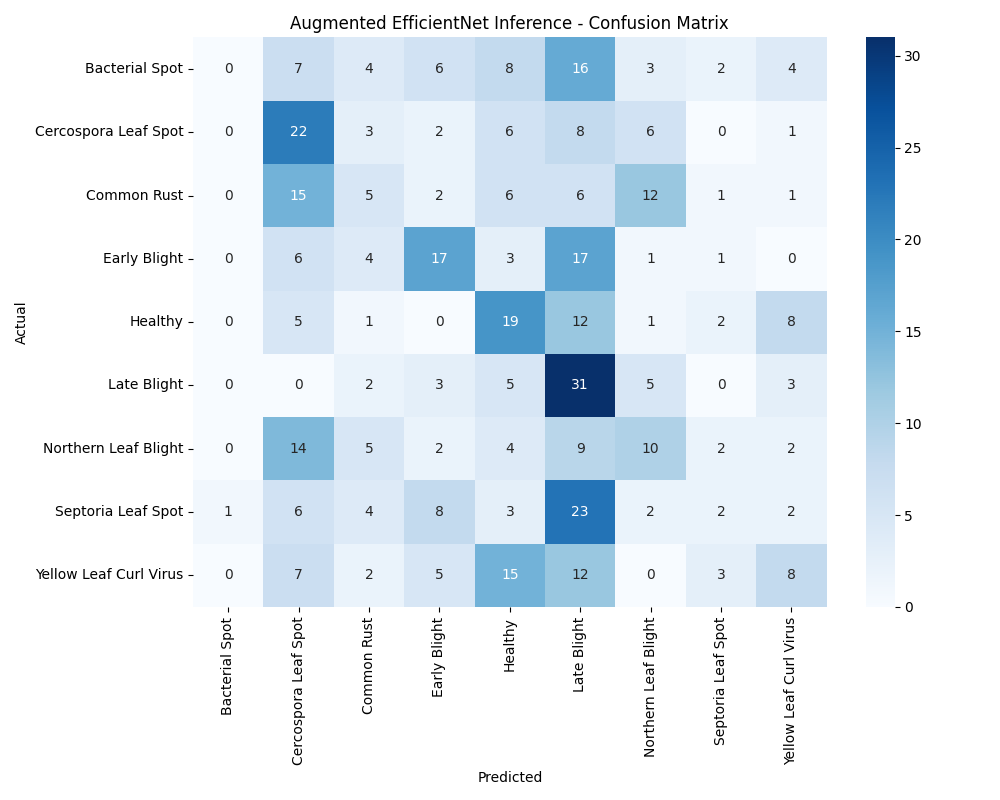 Augmented EfficientNet Inference - Confusion Matrix
Bacterial Spot 0 7 4 6 8 16 3 2 4
Cercospora Leaf Spot 0 22 3 2 6 8 6 0 1
Common Rust 0 15 5 2 6 6 12 1 1
Early Blight 0 6 4 17 3 17 1 1 0
Healthy 0 5 1 0 19 12 1 2 8
Late Blight 0 0 2 3 5 31 5 0 3
Northern Leaf Blight 0 14 5 2 4 9 10 2 2
Septoria Leaf Spot 1 6 4 8 3 23 2 2 2
Yellow Leaf Curl Virus 0 7 2 5 15 12 0 3 8
Actual
Bacterial Spot
Cercospora Leaf Spot
Common Rust
Early Blight
Healthy
Late Blight
Northern Leaf Blight
Septoria Leaf Spot
Yellow Leaf Curl Virus
Predicted
30
25
20
15
10
5
0